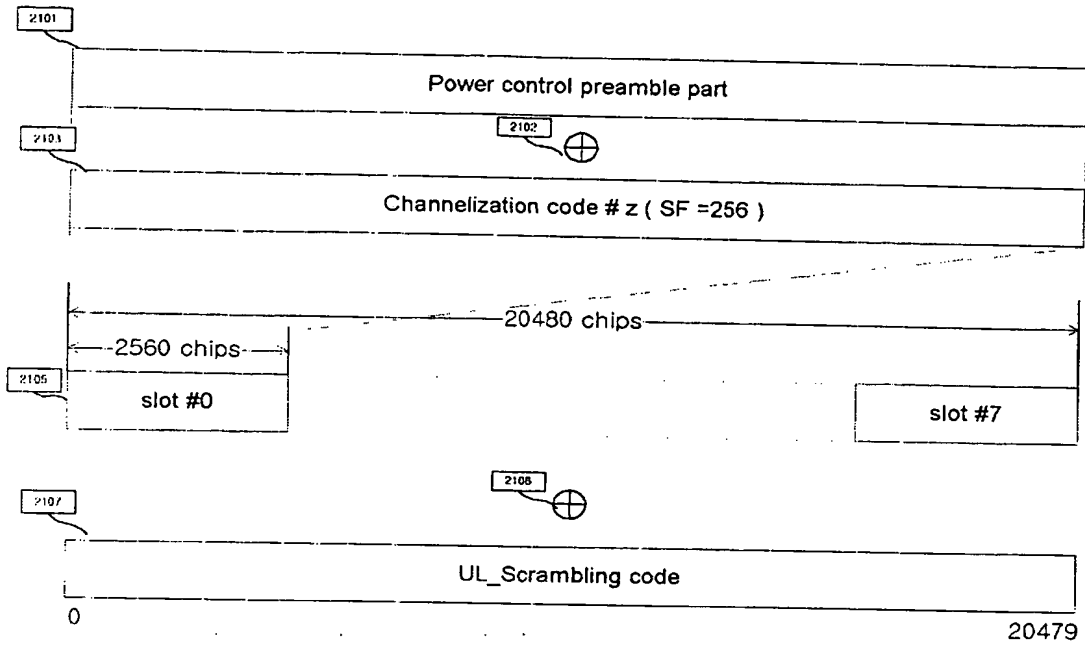 2101
Power control preamble part
2102
2103
Channelization code # z ( SF =256 )
20480 chips
2560 chips
2105
slot #0
slot #7
2106
2107
UL_Scrambling code
0
20479